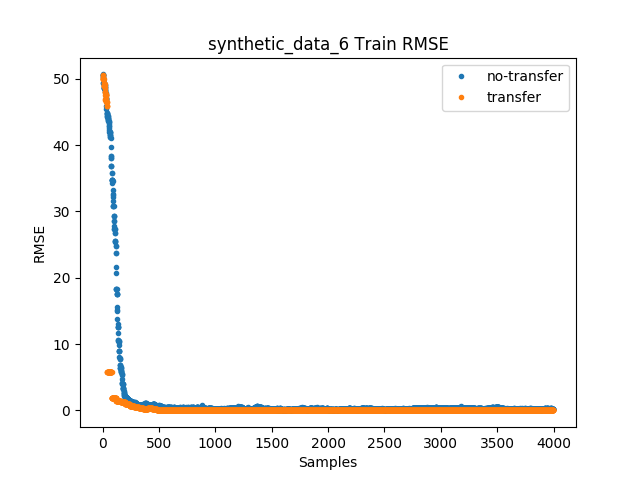 synthetic_data_6 Train RMSE
no-transfer
transfer
50
40
30
20
10
0
RMSE
0 500 1000 1500 2000 2500 3000 3500 4000
Samples